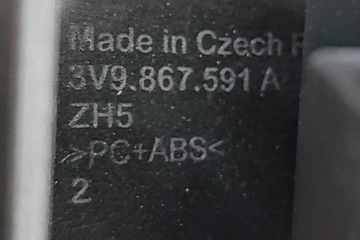 Made in Czech R
3V9.867.591 A
ZH5
>PC+ABS<
2